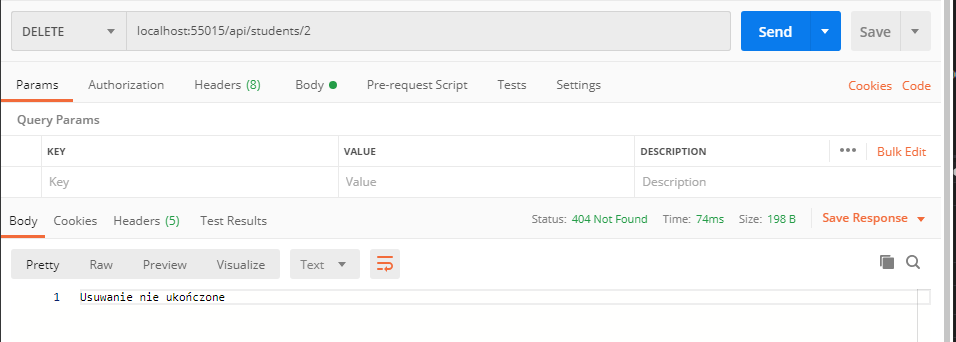 DELETE localhost:55015/api/students/2 Send Save
Params Authorization Headers (8) Body Pre-request Script Tests Settings Cookies Code
Query Params
KEY VALUE DESCRIPTION ••• Bulk Edit
Key Value Description
Body Cookies Headers (5) Test Results Status: 404 Not Found Time: 74ms Size: 198 B Save Response
Pretty Raw Preview Visualize Text
1 Usuwanie nie ukończone